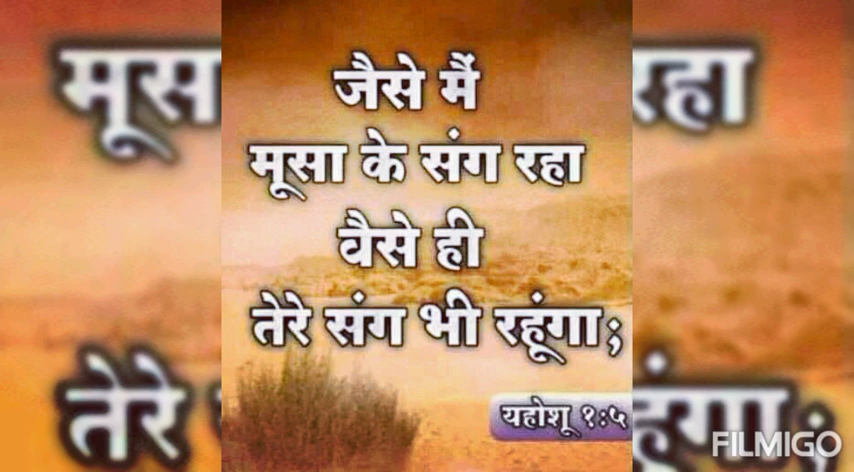 जैसे मैं
मूसा के संग रहा
वैसे ही
तेरे संग भी रहूंगा;
यहोशू १:५
FILMIGO